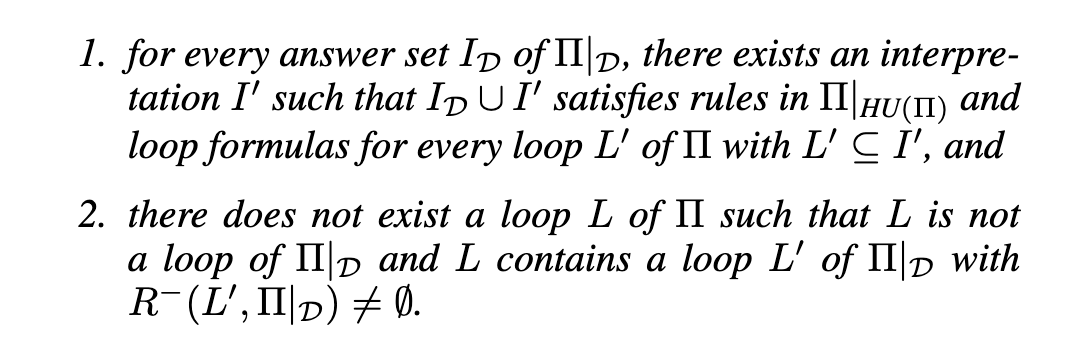 1. for every answer set I_𝒟 of Π|_𝒟, there exists an interpre-
tation I′ such that I_𝒟 ∪ I′ satisfies rules in Π|_HU(Π) and
loop formulas for every loop L′ of Π with L′ ⊆ I′, and
2. there does not exist a loop L of Π such that L is not
a loop of Π|_𝒟 and L contains a loop L′ of Π|_𝒟 with
R⁻(L′, Π|_𝒟) ≠ ∅.